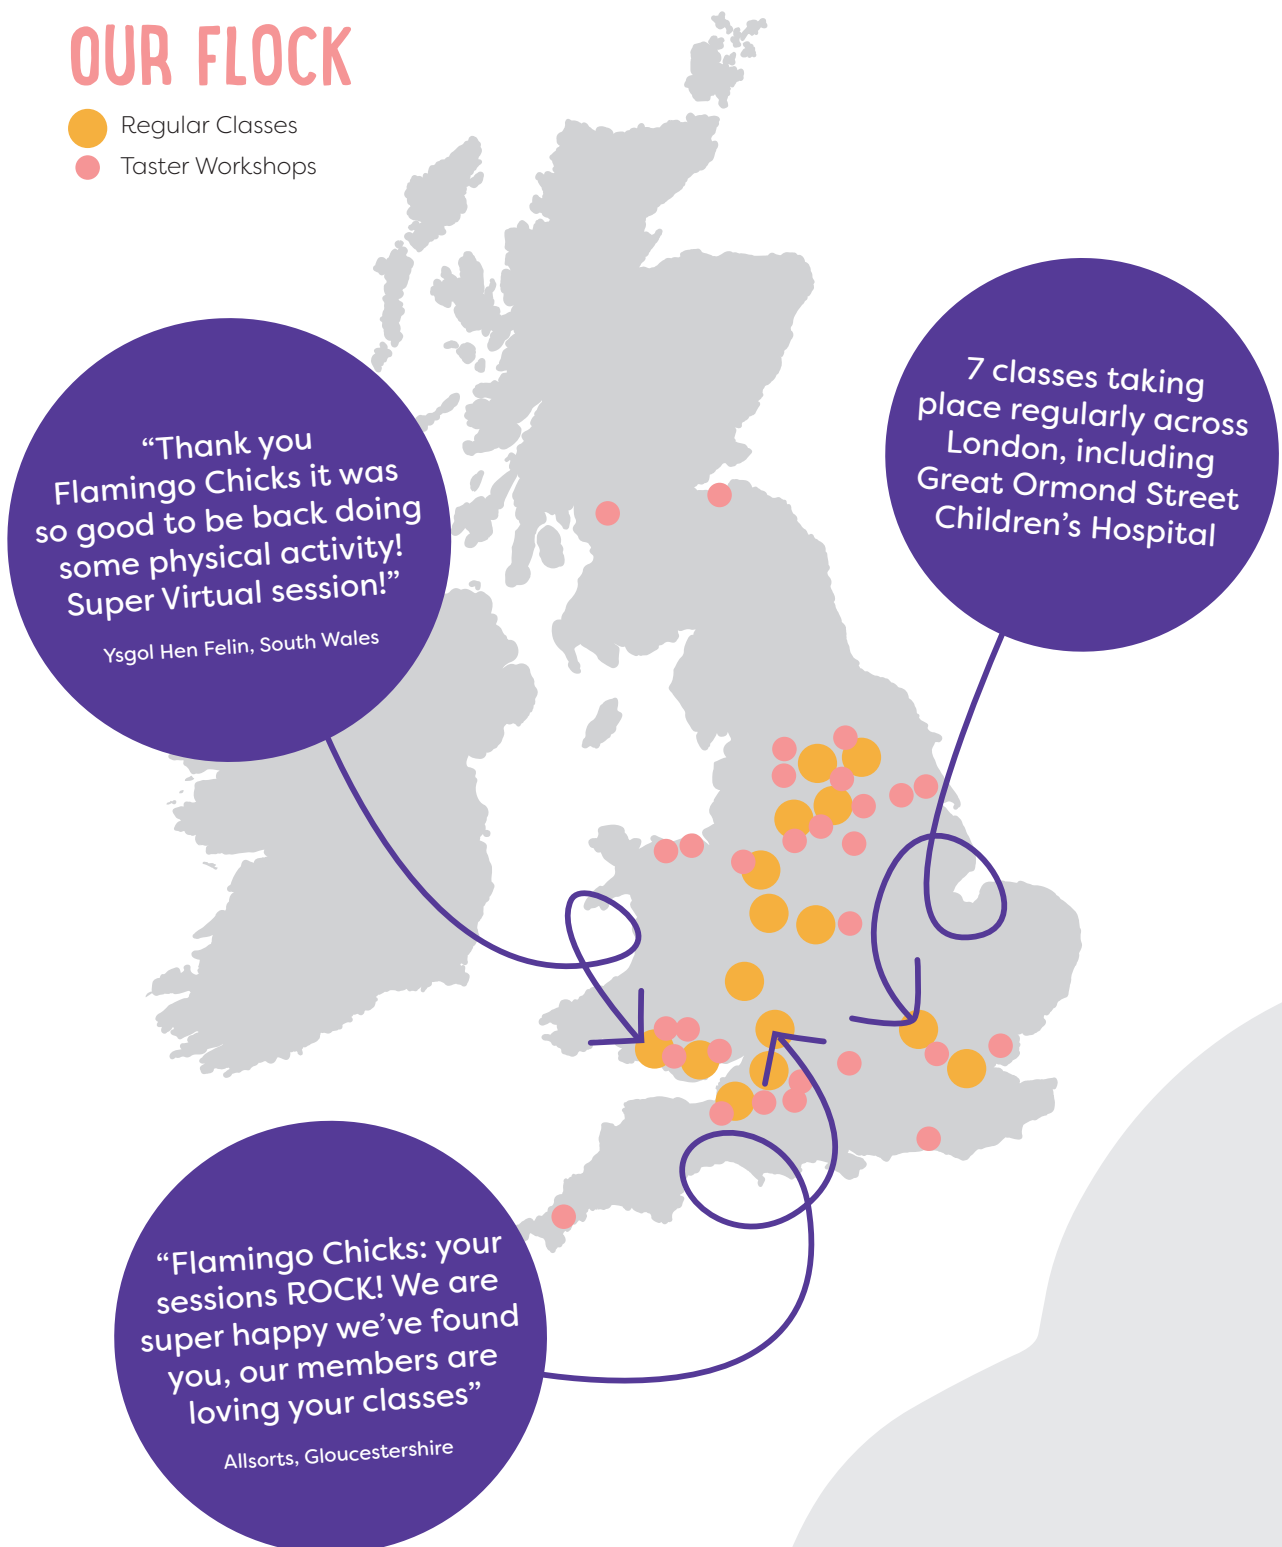 OUR FLOCK
Regular Classes
Taster Workshops
7 classes taking
place regularly across
London, including
Great Ormond Street
Children’s Hospital
“Thank you
Flamingo Chicks it was
so good to be back doing
some physical activity!
Super Virtual session!”
Ysgol Hen Felin, South Wales
“Flamingo Chicks: your
sessions ROCK! We are
super happy we’ve found
you, our members are
loving your classes”
Allsorts, Gloucestershire